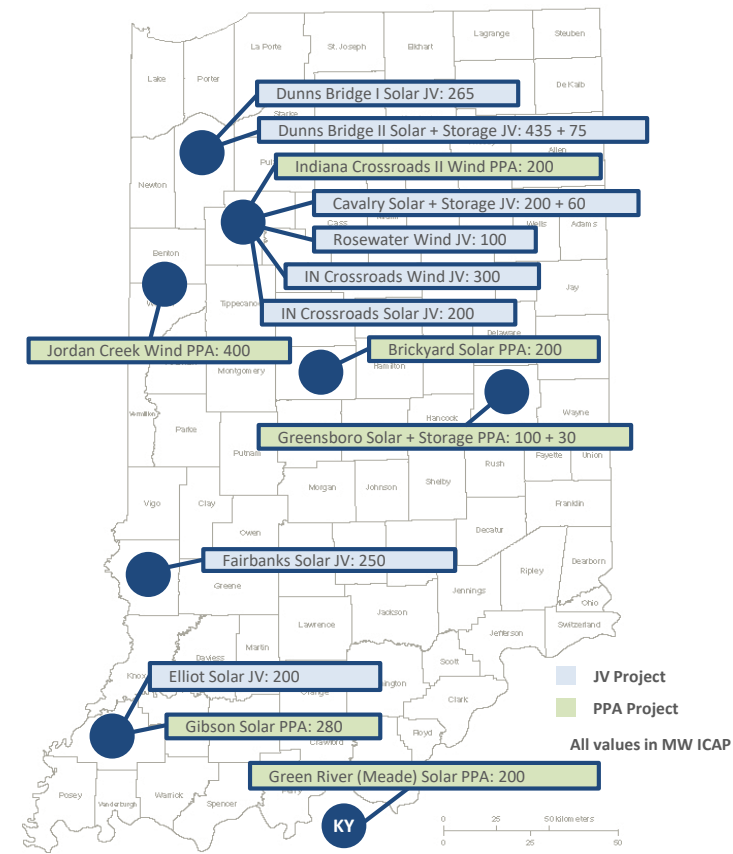 La Porte
St. Joseph
Elkhart
Lagrange
Steuben
Lake
Porter
De Kalb
Dunns Bridge I Solar JV: 265
Starke
Dunns Bridge II Solar + Storage JV: 435 + 75
Allen
Newton
Indiana Crossroads II Wind PPA: 200
Cavalry Solar + Storage JV: 200 + 60
Cass
Wells
Adams
Rosewater Wind JV: 100
Benton
IN Crossroads Wind JV: 300
Jay
Tippecanoe
IN Crossroads Solar JV: 200
Delaware
Jordan Creek Wind PPA: 400
Brickyard Solar PPA: 200
Montgomery
Hamilton
Vermillion
Hancock
Wayne
Parke
Greensboro Solar + Storage PPA: 100 + 30
Putnam
Rush
Fayette
Union
Morgan
Johnson
Shelby
Vigo
Clay
Franklin
Owen
Decatur
Fairbanks Solar JV: 250
Dearborn
Ripley
Greene
Jennings
Ohio
Jackson
Lawrence
Switzerland
Jefferson
Martin
Daviess
Scott
Knox
Elliot Solar JV: 200
JV Project
Orange
Clark
PPA Project
Gibson Solar PPA: 280
Floyd
Crawford
All values in MW ICAP
Green River (Meade) Solar PPA: 200
Posey
Vanderburgh
Warrick
Spencer
Perry
KY
0 25 50 kilometers
0 25 50